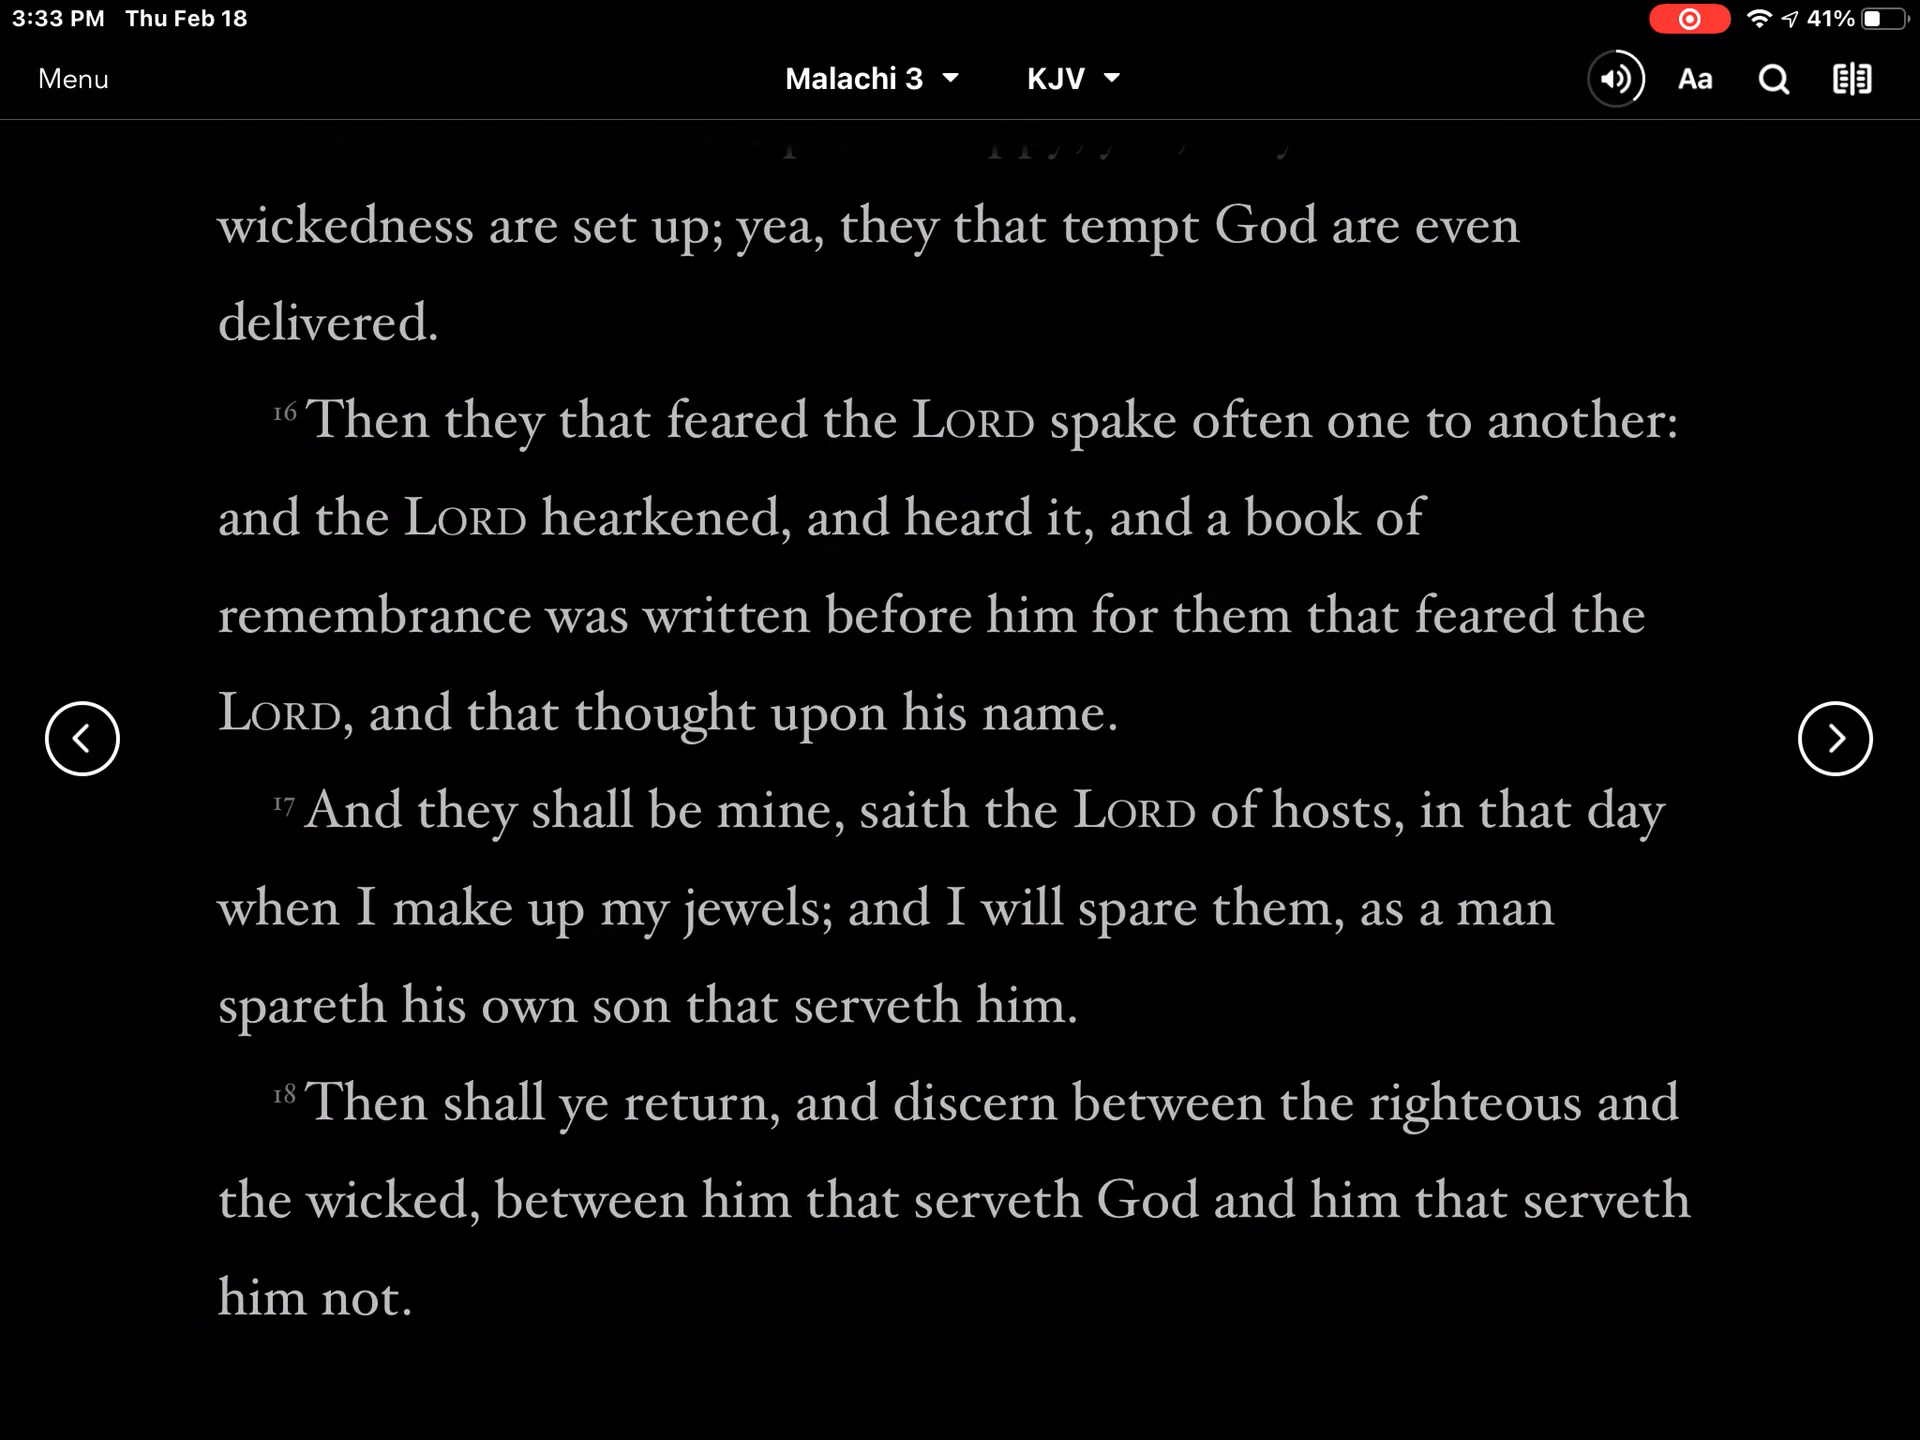 3:33 PM Thu Feb 18 41%
Menu Malachi 3 KJV Aa
wickedness are set up; yea, they that tempt God are even
delivered.
16 Then they that feared the LORD spake often one to another:
and the LORD hearkened, and heard it, and a book of
remembrance was written before him for them that feared the
LORD, and that thought upon his name.
17 And they shall be mine, saith the LORD of hosts, in that day
when I make up my jewels; and I will spare them, as a man
spareth his own son that serveth him.
18 Then shall ye return, and discern between the righteous and
the wicked, between him that serveth God and him that serveth
him not.